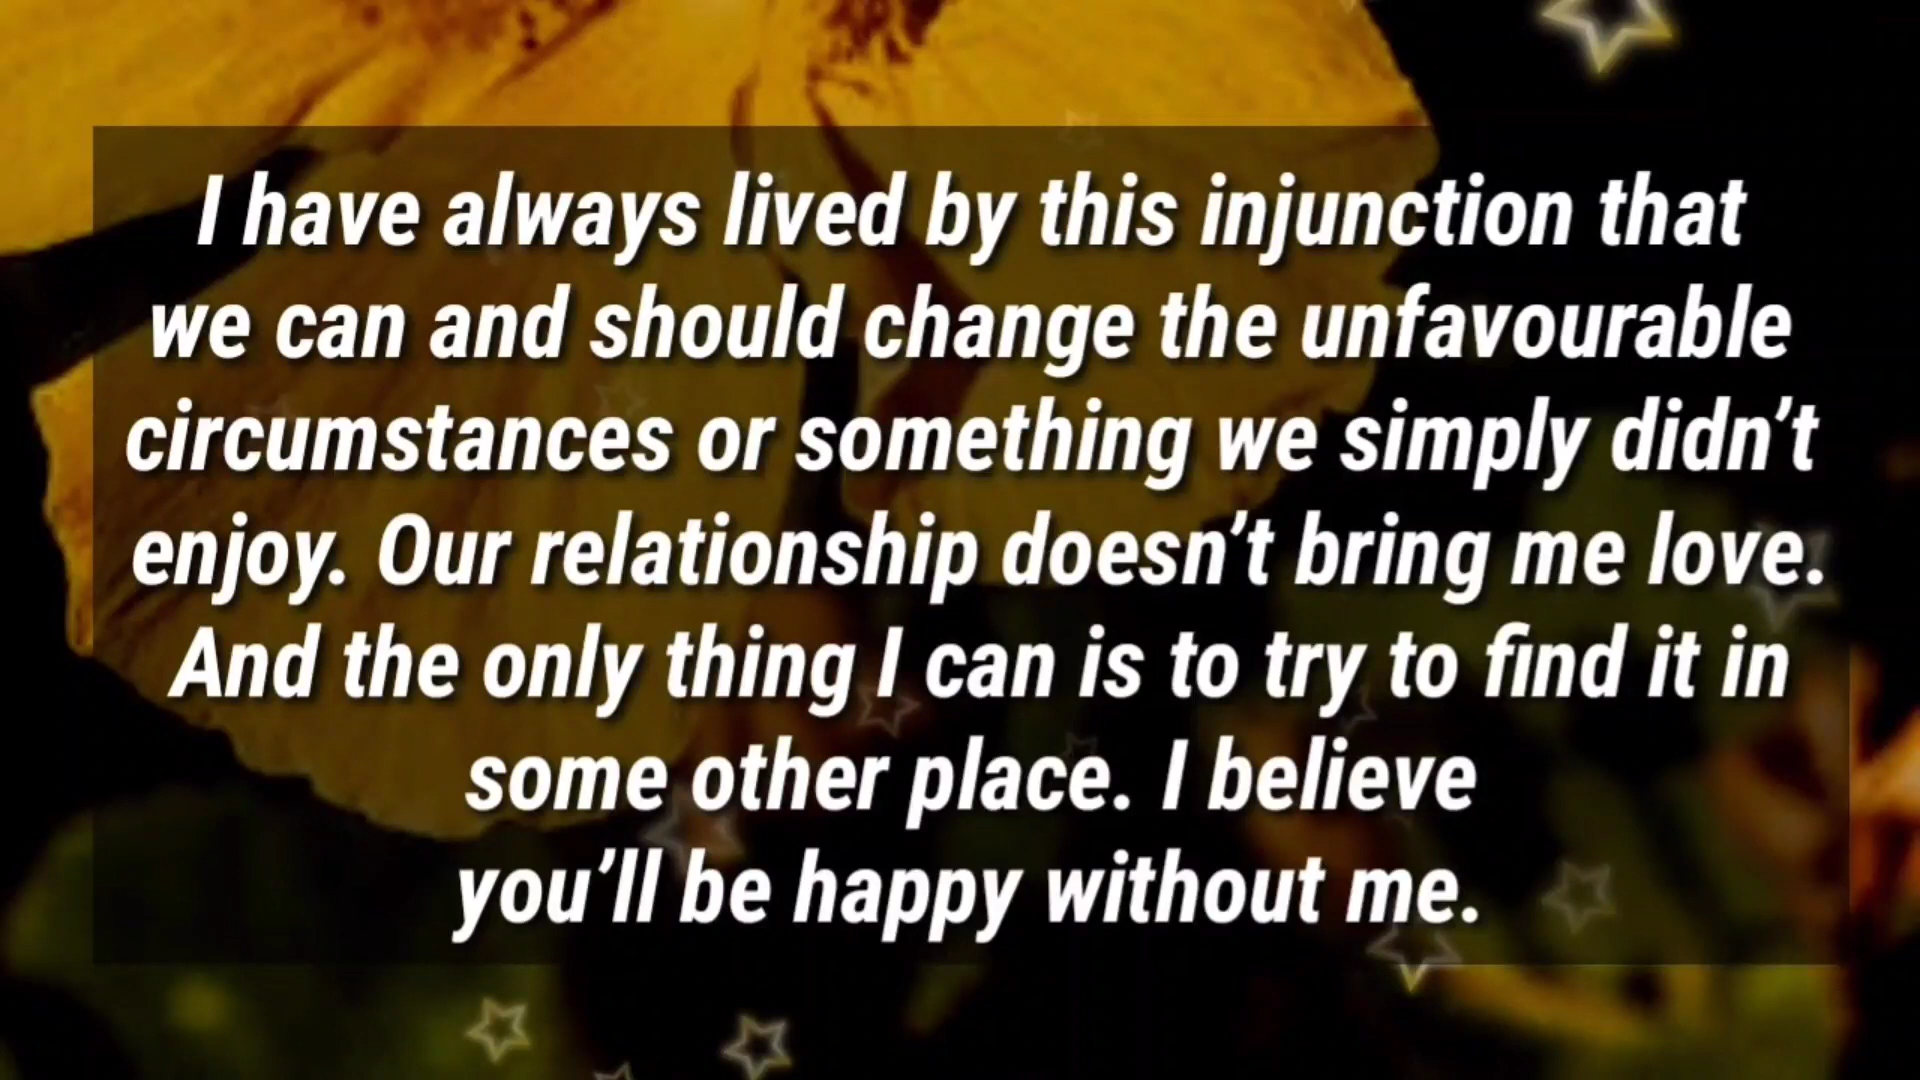 I have always lived by this injunction that
we can and should change the unfavourable
circumstances or something we simply didn’t
enjoy. Our relationship doesn’t bring me love.
And the only thing I can is to try to find it in
some other place. I believe
you’ll be happy without me.